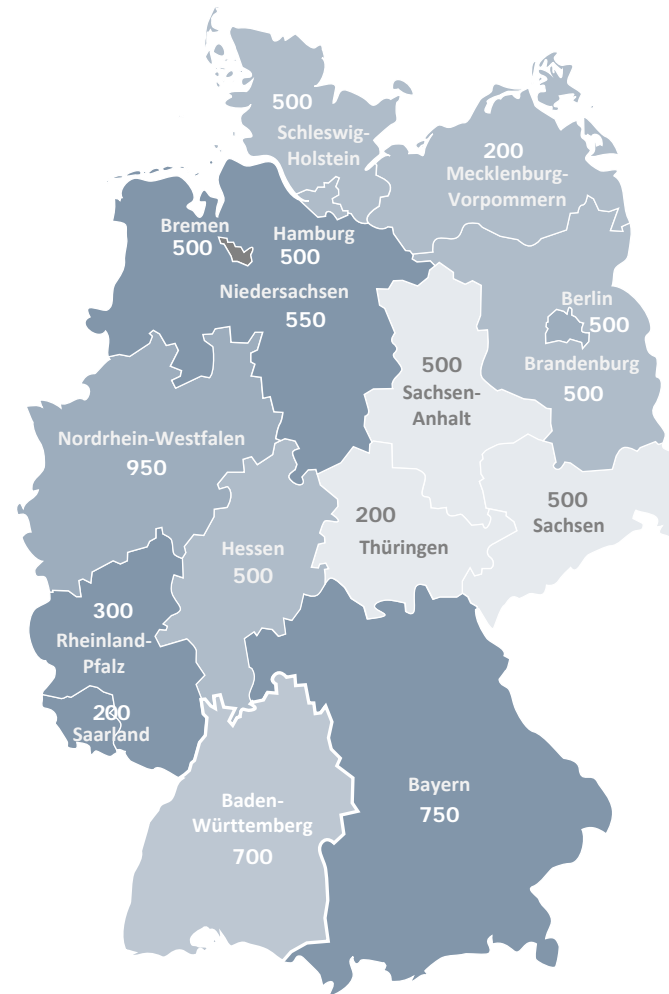 500
Schleswig-
Holstein
200
Mecklenburg-
Vorpommern
Bremen
500
Hamburg
500
Niedersachsen
550
Berlin
500
Brandenburg
500
500
Sachsen-
Anhalt
Nordrhein-Westfalen
950
500
Sachsen
200
Thüringen
Hessen
500
300
Rheinland-
Pfalz
200
Saarland
Bayern
750
Baden-
Württemberg
700